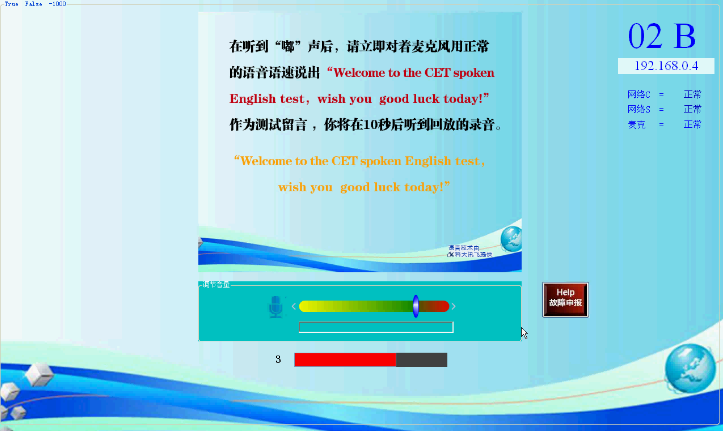 True False -1000
在听到“嘟”声后，请立即对着麦克风用正常
的语音语速说出“Welcome to the CET spoken
English test，wish you good luck today!”
作为测试留言 ，你将在10秒后听到回放的录音。
“Welcome to the CET spoken English test，
wish you good luck today!”
02 B
192.168.0.4
网络C = 正常
网络S = 正常
麦克 = 正常
调节音量
Help
故障申报
3